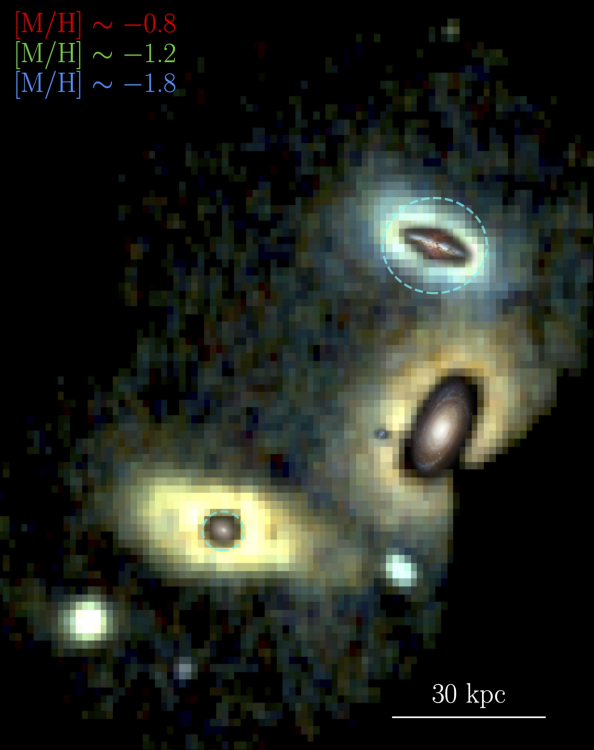 [M/H] ∼ −0.8
[M/H] ∼ −1.2
[M/H] ∼ −1.8
30 kpc